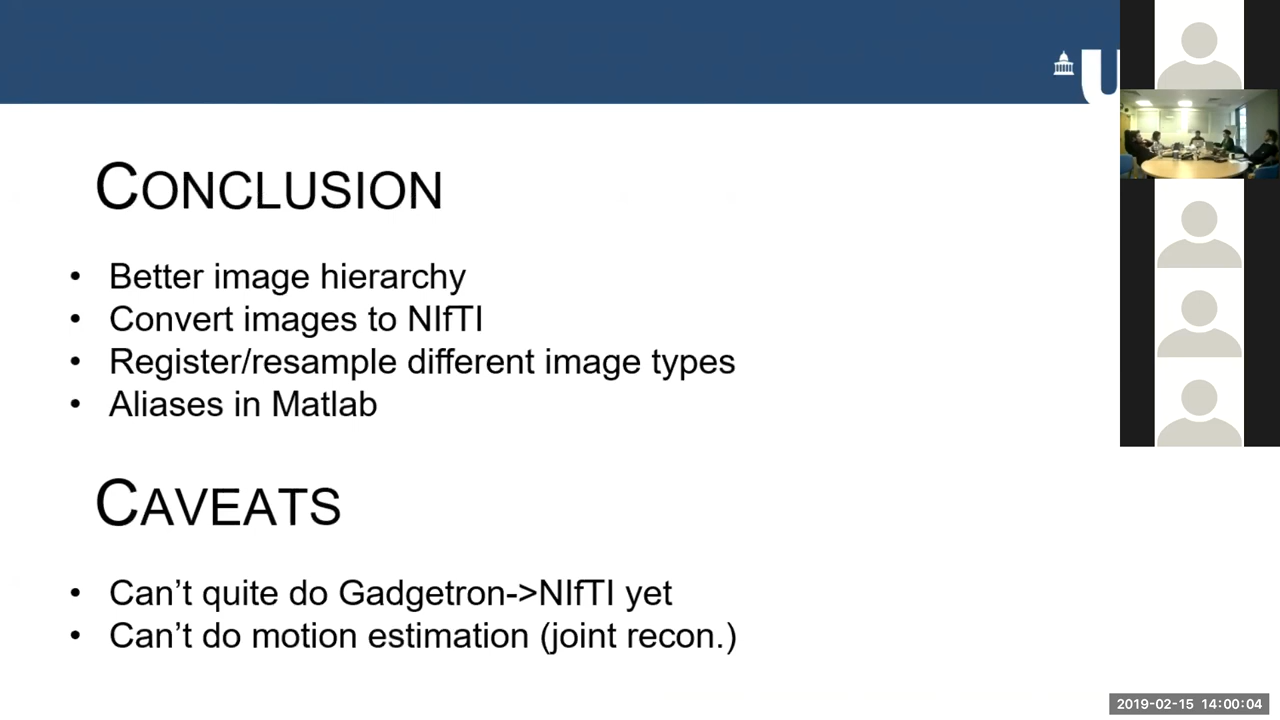 CONCLUSION
• Better image hierarchy
• Convert images to NIfTI
• Register/resample different image types
• Aliases in Matlab
CAVEATS
• Can't quite do Gadgetron->NIfTI yet
• Can't do motion estimation (joint recon.)
U
2019-02-15 14:00:04